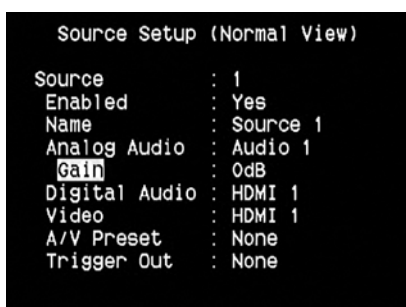 Source Setup (Normal View)
Source : 1
Enabled : Yes
Name : Source 1
Analog Audio : Audio 1
Gain : 0dB
Digital Audio : HDMI 1
Video : HDMI 1
A/V Preset : None
Trigger Out : None